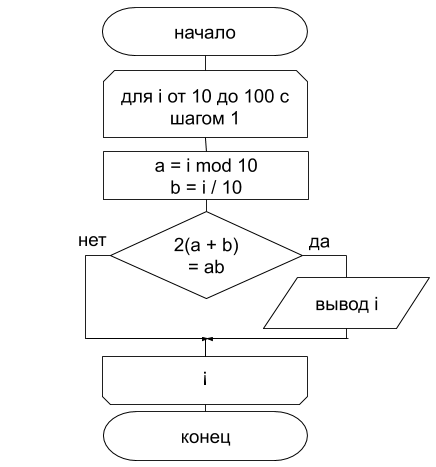 начало
для i от 10 до 100 с
шагом 1
a = i mod 10
b = i / 10
нет
2(a + b)
= ab
да
вывод i
i
конец